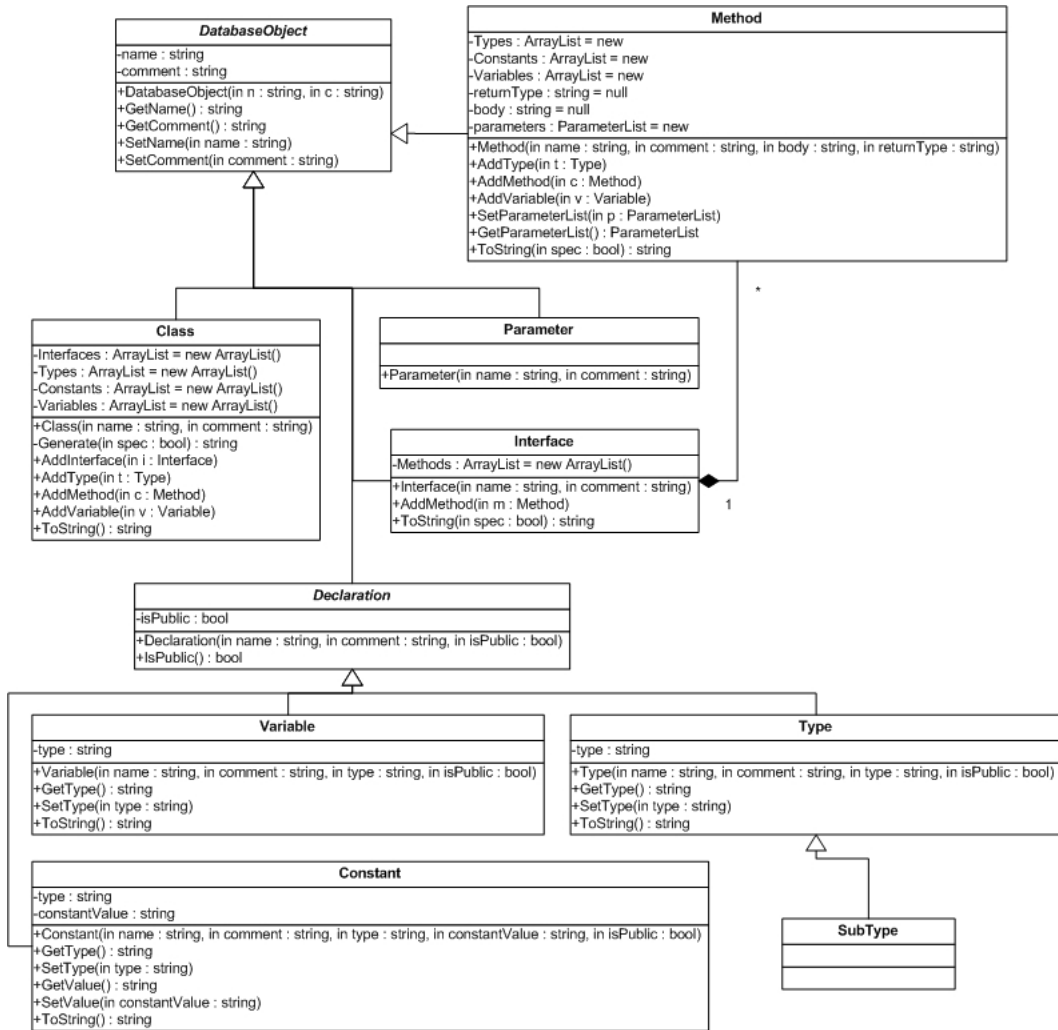 DatabaseObject
-name : string
-comment : string
+DatabaseObject(in n : string, in c : string)
+GetName() : string
+GetComment() : string
+SetName(in name : string)
+SetComment(in comment : string)
Method
-Types : ArrayList = new
-Constants : ArrayList = new
-Variables : ArrayList = new
-returnType : string = null
-body : string = null
-parameters : ParameterList = new
+Method(in name : string, in comment : string, in body : string, in returnType : string)
+AddType(in t : Type)
+AddMethod(in c : Method)
+AddVariable(in v : Variable)
+SetParameterList(in p : ParameterList)
+GetParameterList() : ParameterList
+ToString(in spec : bool) : string
*
Class
-Interfaces : ArrayList = new ArrayList()
-Types : ArrayList = new ArrayList()
-Constants : ArrayList = new ArrayList()
-Variables : ArrayList = new ArrayList()
+Class(in name : string, in comment : string)
-Generate(in spec : bool) : string
+AddInterface(in i : Interface)
+AddType(in t : Type)
+AddMethod(in c : Method)
+AddVariable(in v : Variable)
+ToString() : string
Parameter
+Parameter(in name : string, in comment : string)
Interface
-Methods : ArrayList = new ArrayList()
+Interface(in name : string, in comment : string)
+AddMethod(in m : Method)
+ToString(in spec : bool) : string
1
Declaration
-isPublic : bool
+Declaration(in name : string, in comment : string, in isPublic : bool)
+IsPublic() : bool
Variable
-type : string
+Variable(in name : string, in comment : string, in type : string, in isPublic : bool)
+GetType() : string
+SetType(in type : string)
+ToString() : string
Type
-type : string
+Type(in name : string, in comment : string, in type : string, in isPublic : bool)
+GetType() : string
+SetType(in type : string)
+ToString() : string
Constant
-type : string
-constantValue : string
+Constant(in name : string, in comment : string, in type : string, in constantValue : string, in isPublic : bool)
+GetType() : string
+SetType(in type : string)
+GetValue() : string
+SetValue(in constantValue : string)
+ToString() : string
SubType